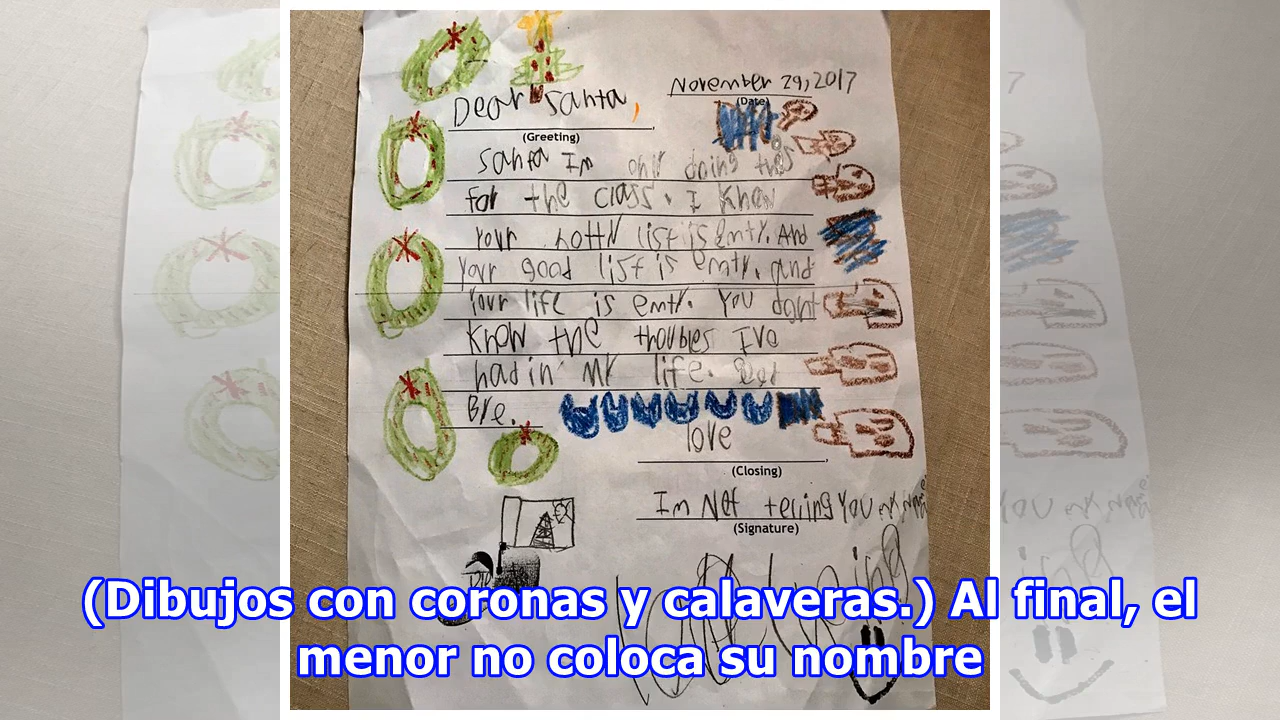 November 29, 2017
(Date)
Dear Santa,
(Greeting)
Santa Im only doing this
for the class. I Know
Your notty list is Emty. And
Your good list is emty. and
Your life is emty. You dont
Know the troubles Ive
had in my life. Good
Bye.
love
(Closing)
Im Not telling You my name
(Signature)
(Dibujos con coronas y calaveras.) Al final, el
menor no coloca su nombre